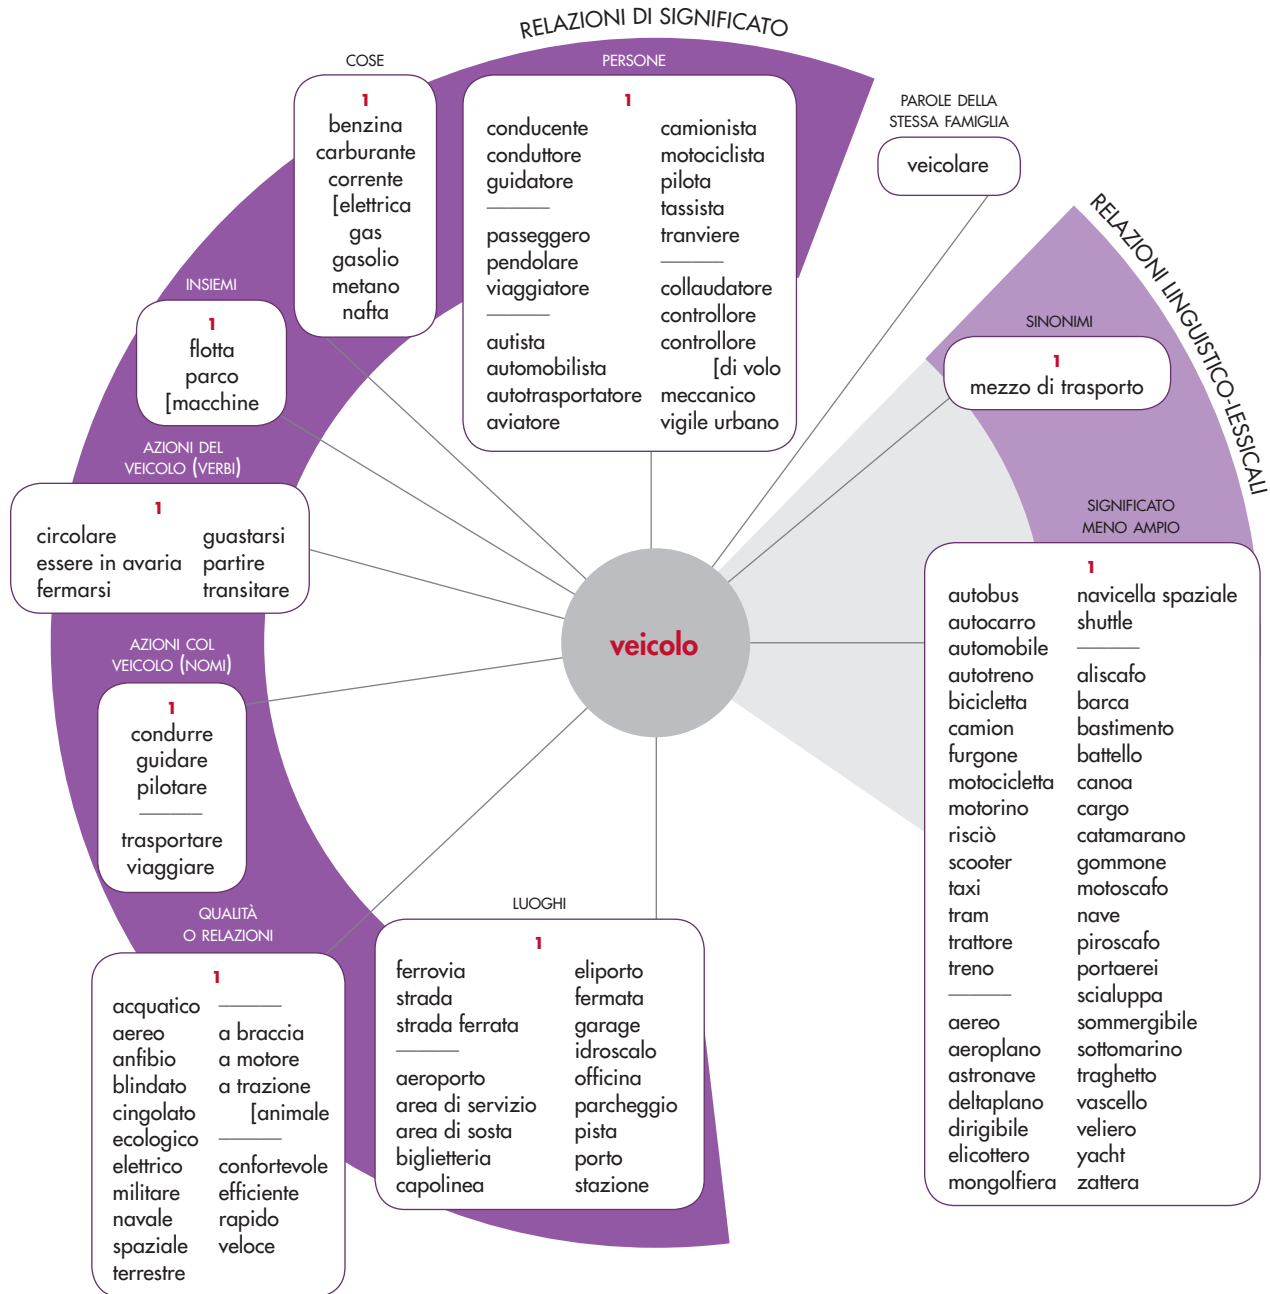 RELAZIONI DI SIGNIFICATO
COSE
1
benzina
carburante
corrente
[elettrica
gas
gasolio
metano
nafta
PERSONE
1
conducente
conduttore
guidatore
passeggero
pendolare
viaggiatore
autista
automobilista
autotrasportatore
aviatore
camionista
motociclista
pilota
tassista
tranviere
collaudatore
controllore
controllore
[di volo
meccanico
vigile urbano
PAROLE DELLA
STESSA FAMIGLIA
veicolare
RELAZIONI LINGUISTICO-LESSICALI
SINONIMI
1
mezzo di trasporto
INSIEMI
1
flotta
parco
[macchine
AZIONI DEL
VEICOLO (VERBI)
1
circolare
essere in avaria
fermarsi
guastarsi
partire
transitare
veicolo
SIGNIFICATO
MENO AMPIO
1
autobus
autocarro
automobile
autotreno
bicicletta
camion
furgone
motocicletta
motorino
risciò
scooter
taxi
tram
trattore
treno
aereo
aeroplano
astronave
deltaplano
dirigibile
elicottero
mongolfiera
navicella spaziale
shuttle
aliscafo
barca
bastimento
battello
canoa
cargo
catamarano
gommone
motoscafo
nave
piroscafo
portaerei
scialuppa
sommergibile
sottomarino
traghetto
vascello
veliero
yacht
zattera
AZIONI COL
VEICOLO (NOMI)
1
condurre
guidare
pilotare
trasportare
viaggiare
QUALITÀ
O RELAZIONI
1
acquatico
aereo
anfibio
blindato
cingolato
ecologico
elettrico
militare
navale
spaziale
terrestre
a braccia
a motore
a trazione
[animale
confortevole
efficiente
rapido
veloce
LUOGHI
1
ferrovia
strada
strada ferrata
aeroporto
area di servizio
area di sosta
biglietteria
capolinea
eliporto
fermata
garage
idroscalo
officina
parcheggio
pista
porto
stazione